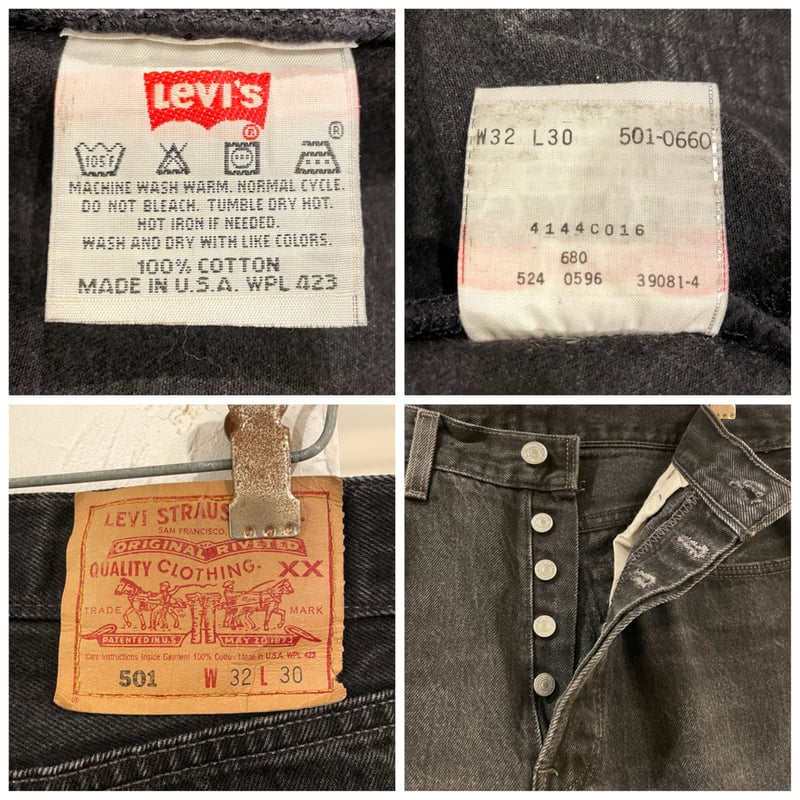 Levi's
®
®
105°F
MACHINE WASH WARM. NORMAL CYCLE.
DO NOT BLEACH. TUMBLE DRY HOT.
HOT IRON IF NEEDED.
WASH AND DRY WITH LIKE COLORS.
100% COTTON
MADE IN U.S.A. WPL 423
W32 L30 501-0660
4144C016
680
524 0596 39081-4
LEVI STRAUS
SAN FRANCISCO,
ORIGINAL RIVETED
QUALITY CLOTHING. XX
TRADE MARK
PATENTED IN U.S. MAY 20 1873
Care Instructions Inside Garment 100% Cotton Made in U.S.A. WPL 423
501 W 32 L 30
®